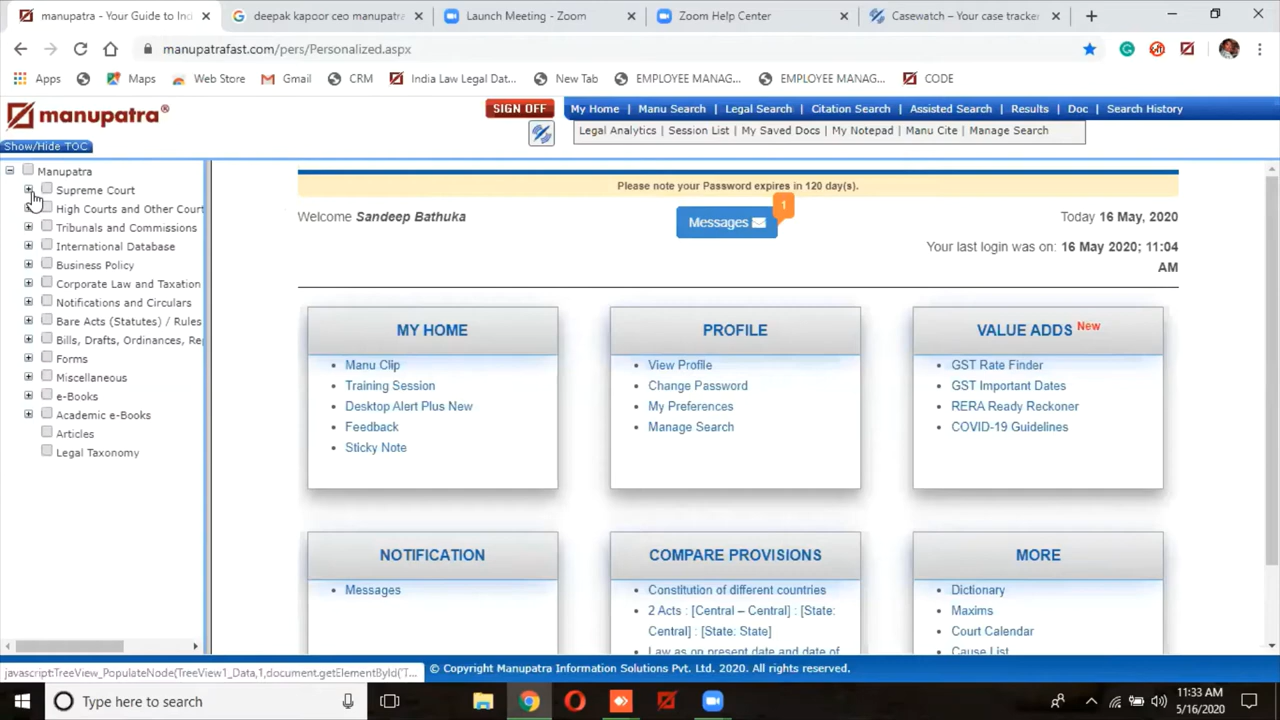 manupatra - Your Guide to Ind
deepak kapoor ceo manupatra
Launch Meeting - Zoom
Zoom Help Center
Casewatch – Your case tracker
manupatrafast.com/pers/Personalized.aspx
Apps
Maps
Web Store
Gmail
CRM
India Law Legal Dat...
New Tab
EMPLOYEE MANAG...
EMPLOYEE MANAG...
CODE
manupatra®
SIGN OFF
My Home | Manu Search | Legal Search | Citation Search | Assisted Search | Results | Doc | Search History
Legal Analytics | Session List | My Saved Docs | My Notepad | Manu Cite | Manage Search
Show/Hide TOC
Manupatra
Supreme Court
High Courts and Other Court
Tribunals and Commissions
International Database
Business Policy
Corporate Law and Taxation
Notifications and Circulars
Bare Acts (Statutes) / Rules
Bills, Drafts, Ordinances, Re
Forms
Miscellaneous
e-Books
Academic e-Books
Articles
Legal Taxonomy
Please note your Password expires in 120 day(s).
Welcome Sandeep Bathuka
Messages
1
Today 16 May, 2020
Your last login was on: 16 May 2020; 11:04
AM
MY HOME
Manu Clip
Training Session
Desktop Alert Plus New
Feedback
Sticky Note
PROFILE
View Profile
Change Password
My Preferences
Manage Search
VALUE ADDS New
GST Rate Finder
GST Important Dates
RERA Ready Reckoner
COVID-19 Guidelines
NOTIFICATION
Messages
COMPARE PROVISIONS
Constitution of different countries
2 Acts : [Central – Central] : [State:
Central] : [State: State]
Law as on present date and date of
MORE
Dictionary
Maxims
Court Calendar
Cause List
javascript:TreeView_PopulateNode(TreeView1_Data,1,document.getElementById('T...
© Copyright Manupatra Information Solutions Pvt. Ltd. 2020. All rights reserved.
Type here to search
11:33 AM
5/16/2020